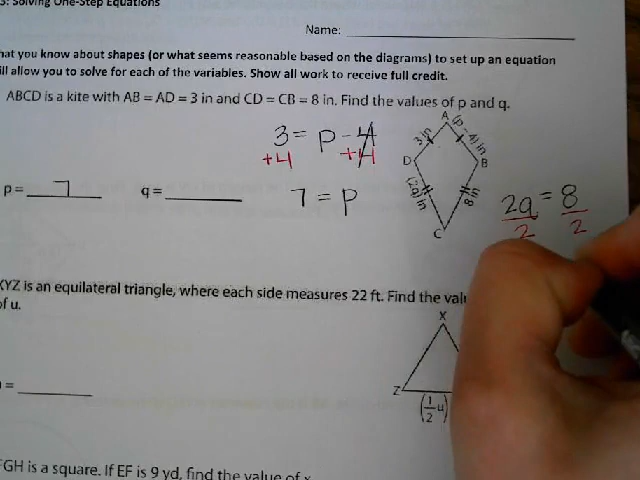 3: Solving One-Step Equations
Name:
hat you know about shapes (or what seems reasonable based on the diagrams) to set up an equation
ill allow you to solve for each of the variables. Show all work to receive full credit.
ABCD is a kite with AB = AD = 3 in and CD = CB = 8 in. Find the values of p and q.
A
3 in
(p - 4) in
D
B
(2q) in
8 in
C
3 = p - 4
+4 +4
7 = p
p = 7
q =
2q = 8
2 2
XYZ is an equilateral triangle, where each side measures 22 ft. Find the val
of u.
X
Z
(1/2 u)
=
FGH is a square. If EF is 9 yd, find the value of x.